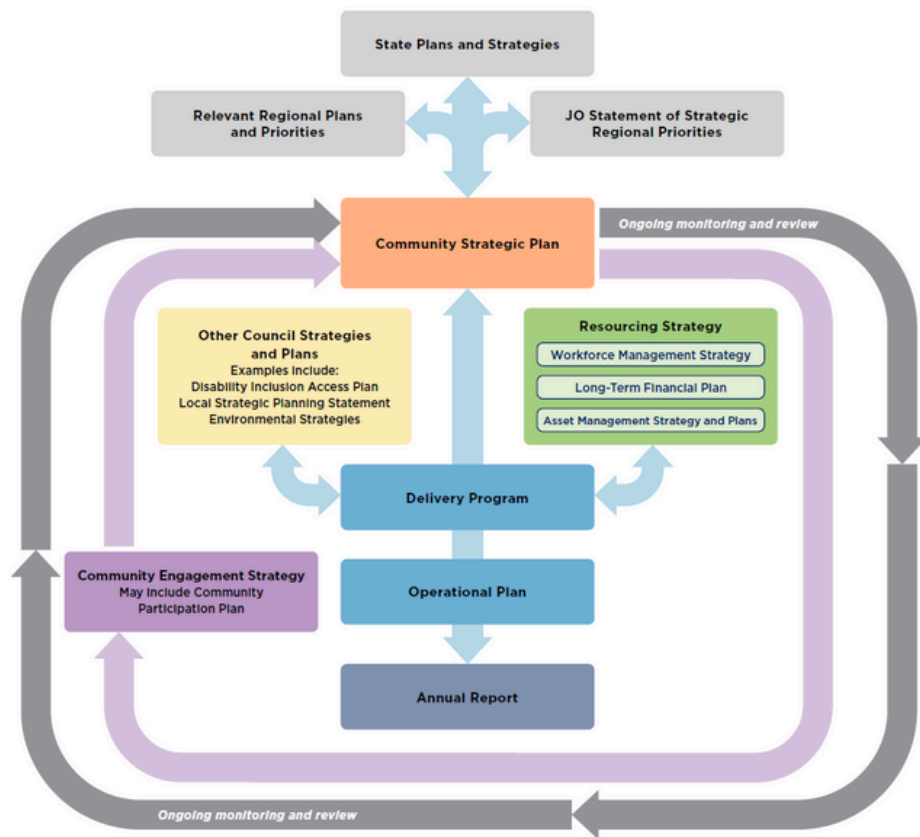 State Plans and Strategies
Relevant Regional Plans
and Priorities
JO Statement of Strategic
Regional Priorities
Community Strategic Plan
Ongoing monitoring and review
Other Council Strategies
and Plans
Examples Include:
Disability Inclusion Access Plan
Local Strategic Planning Statement
Environmental Strategies
Resourcing Strategy
Workforce Management Strategy
Long-Term Financial Plan
Asset Management Strategy and Plans
Delivery Program
Community Engagement Strategy
May Include Community
Participation Plan
Operational Plan
Annual Report
Ongoing monitoring and review